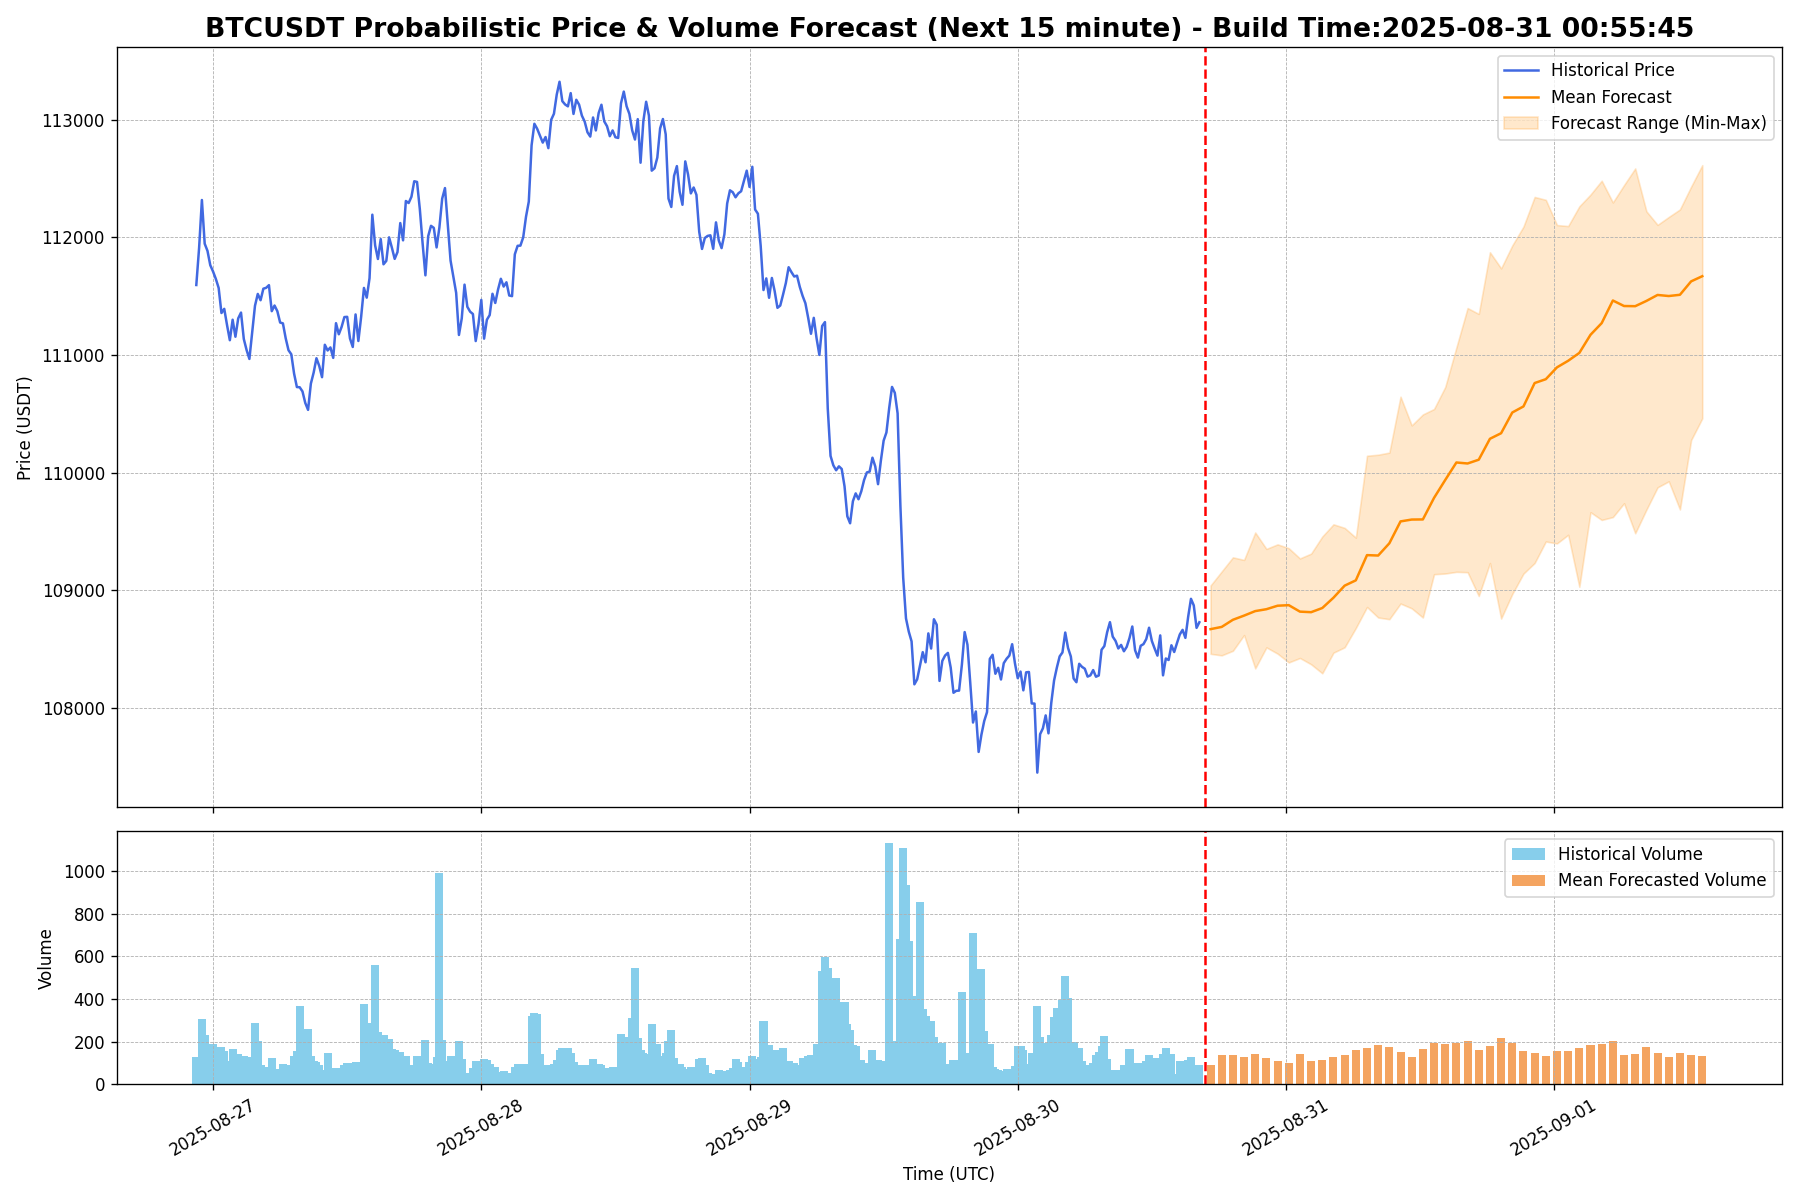 BTCUSDT Probabilistic Price & Volume Forecast (Next 15 minute) - Build Time:2025-08-31 00:55:45
Historical Price
Mean Forecast
Forecast Range (Min-Max)
113000
112000
111000
110000
109000
108000
Price (USDT)
Historical Volume
Mean Forecasted Volume
1000
800
600
400
200
0
Volume
2025-08-27
2025-08-28
2025-08-29
2025-08-30
2025-08-31
2025-09-01
Time (UTC)